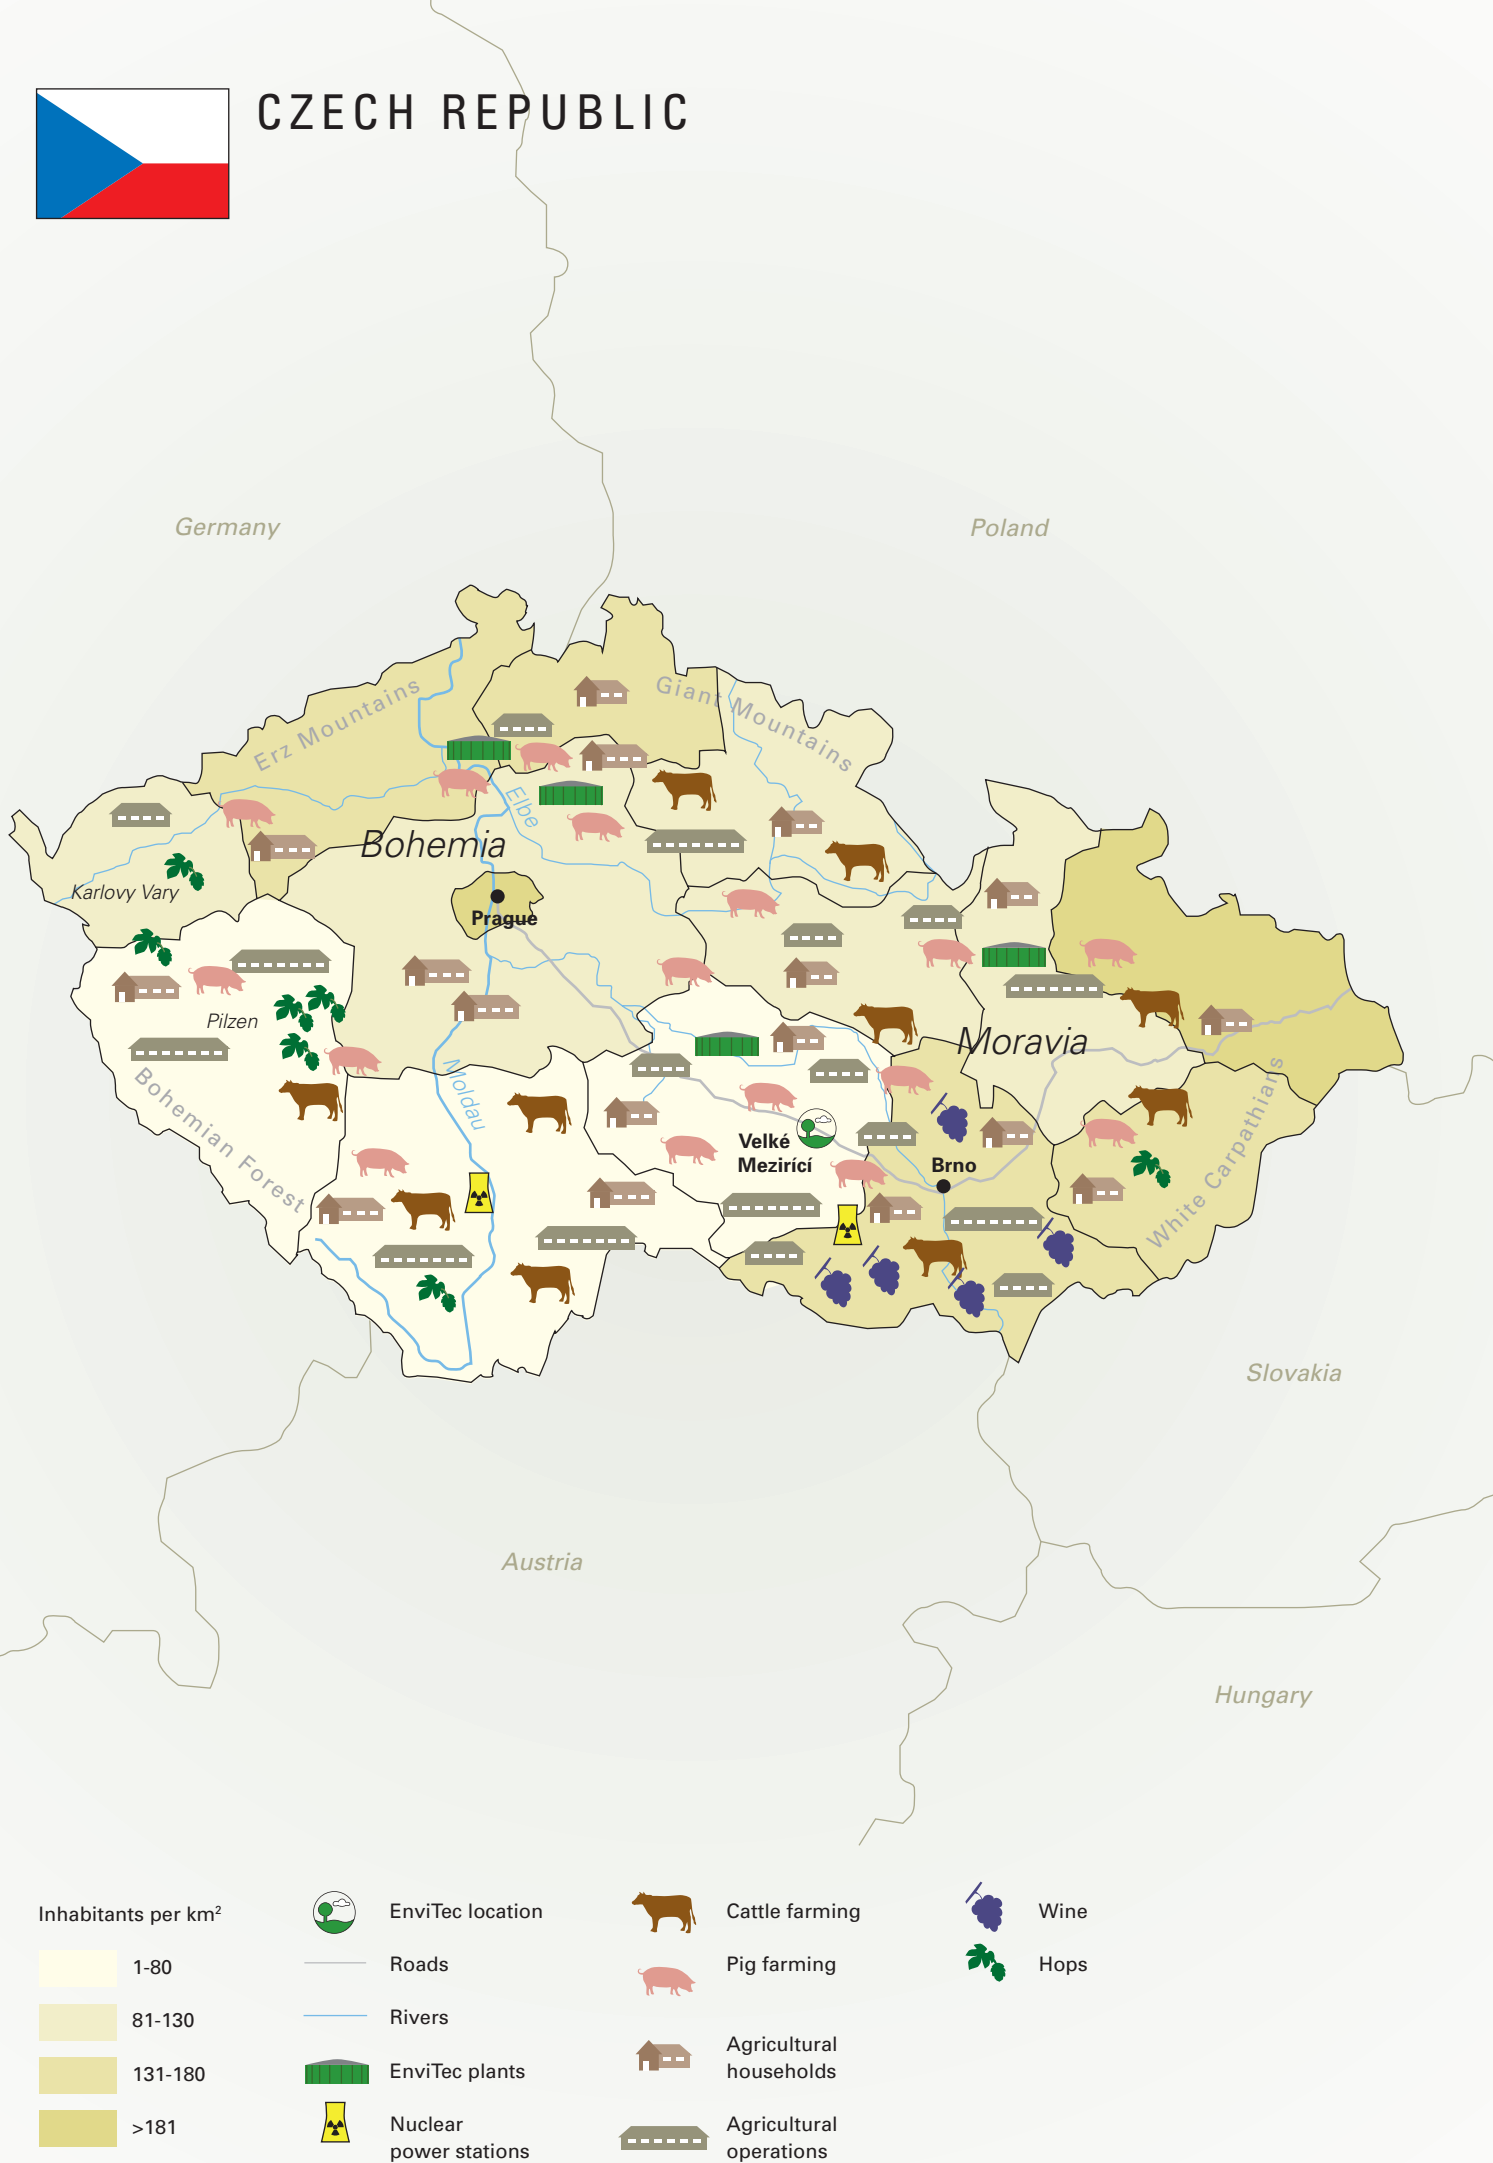 CZECH REPUBLIC
Germany
Poland
Erz Mountains
Giant Mountains
Elbe
Bohemia
Karlovy Vary
Prague
Pilzen
Moravia
Bohemian Forest
Moldau
Velké
Mezirící
Brno
White Carpathians
Slovakia
Austria
Hungary
Inhabitants per km²
1-80
81-130
131-180
>181
EnviTec location
Roads
Rivers
EnviTec plants
Nuclear
power stations
Cattle farming
Pig farming
Agricultural
households
Agricultural
operations
Wine
Hops